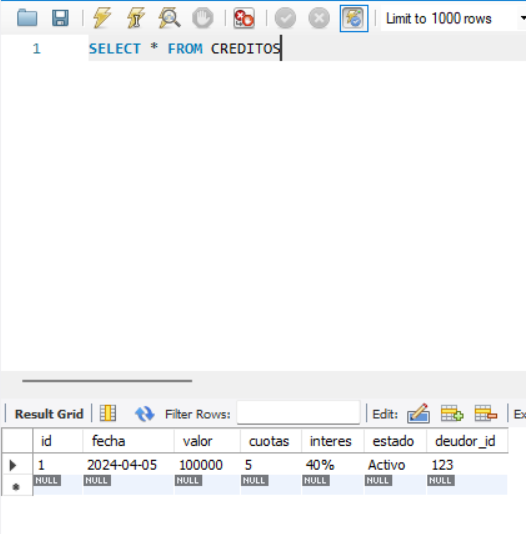 Limit to 1000 rows
1 SELECT * FROM CREDITOS
Result Grid Filter Rows: Edit: Ex
id fecha valor cuotas interes estado deudor_id
1 2024-04-05 100000 5 40% Activo 123
NULL NULL NULL NULL NULL NULL NULL